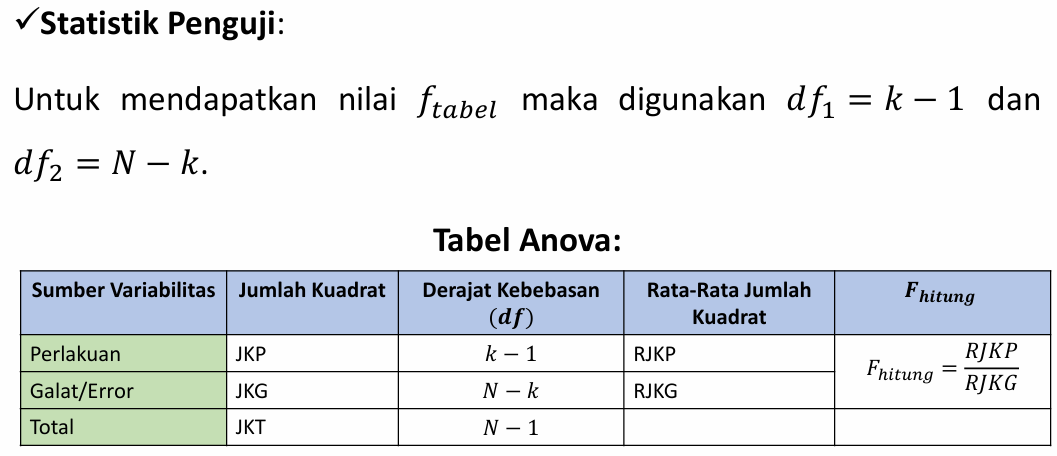 ✓Statistik Penguji:
Untuk mendapatkan nilai f_tabel maka digunakan df₁ = k − 1 dan
df₂ = N − k.
Tabel Anova:
Sumber Variabilitas | Jumlah Kuadrat | Derajat Kebebasan (df) | Rata-Rata Jumlah Kuadrat | F_hitung
Perlakuan | JKP | k − 1 | RJKP | F_hitung = RJKP/RJKG
Galat/Error | JKG | N − k | RJKG
Total | JKT | N − 1